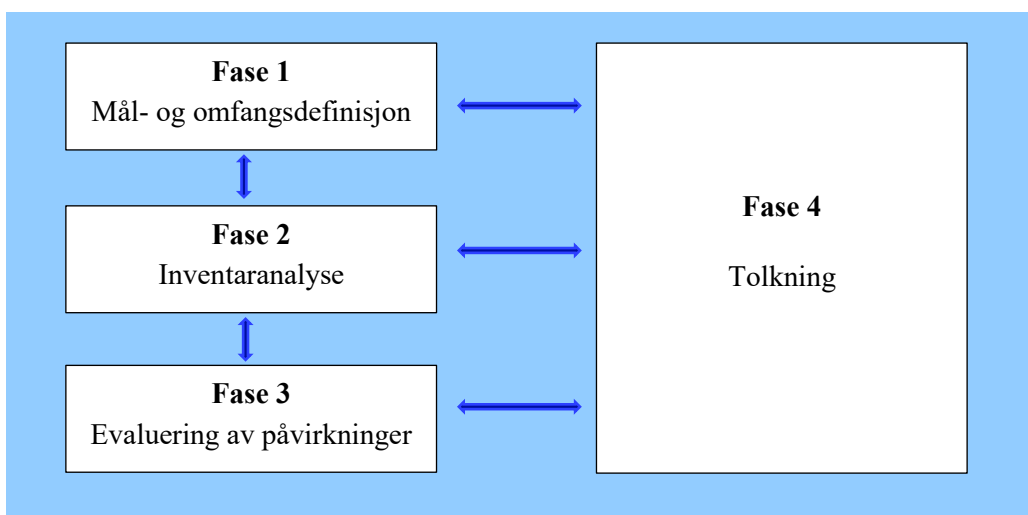 Fase 1
Mål- og omfangsdefinisjon
Fase 2
Inventaranalyse
Fase 3
Evaluering av påvirkninger
Fase 4
Tolkning